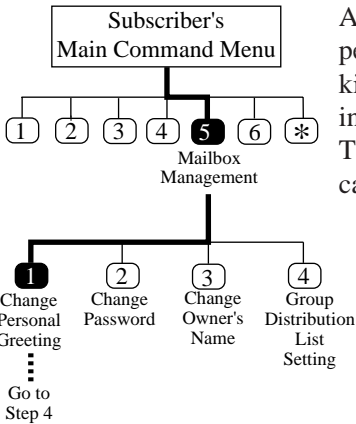 Subscriber's
Main Command Menu
1 2 3 4 5 6 *
Mailbox
Management
1 2 3 4
Change
Personal
Greeting
Change
Password
Change
Owner's
Name
Group
Distribution
List
Setting
Go to
Step 4
A
T